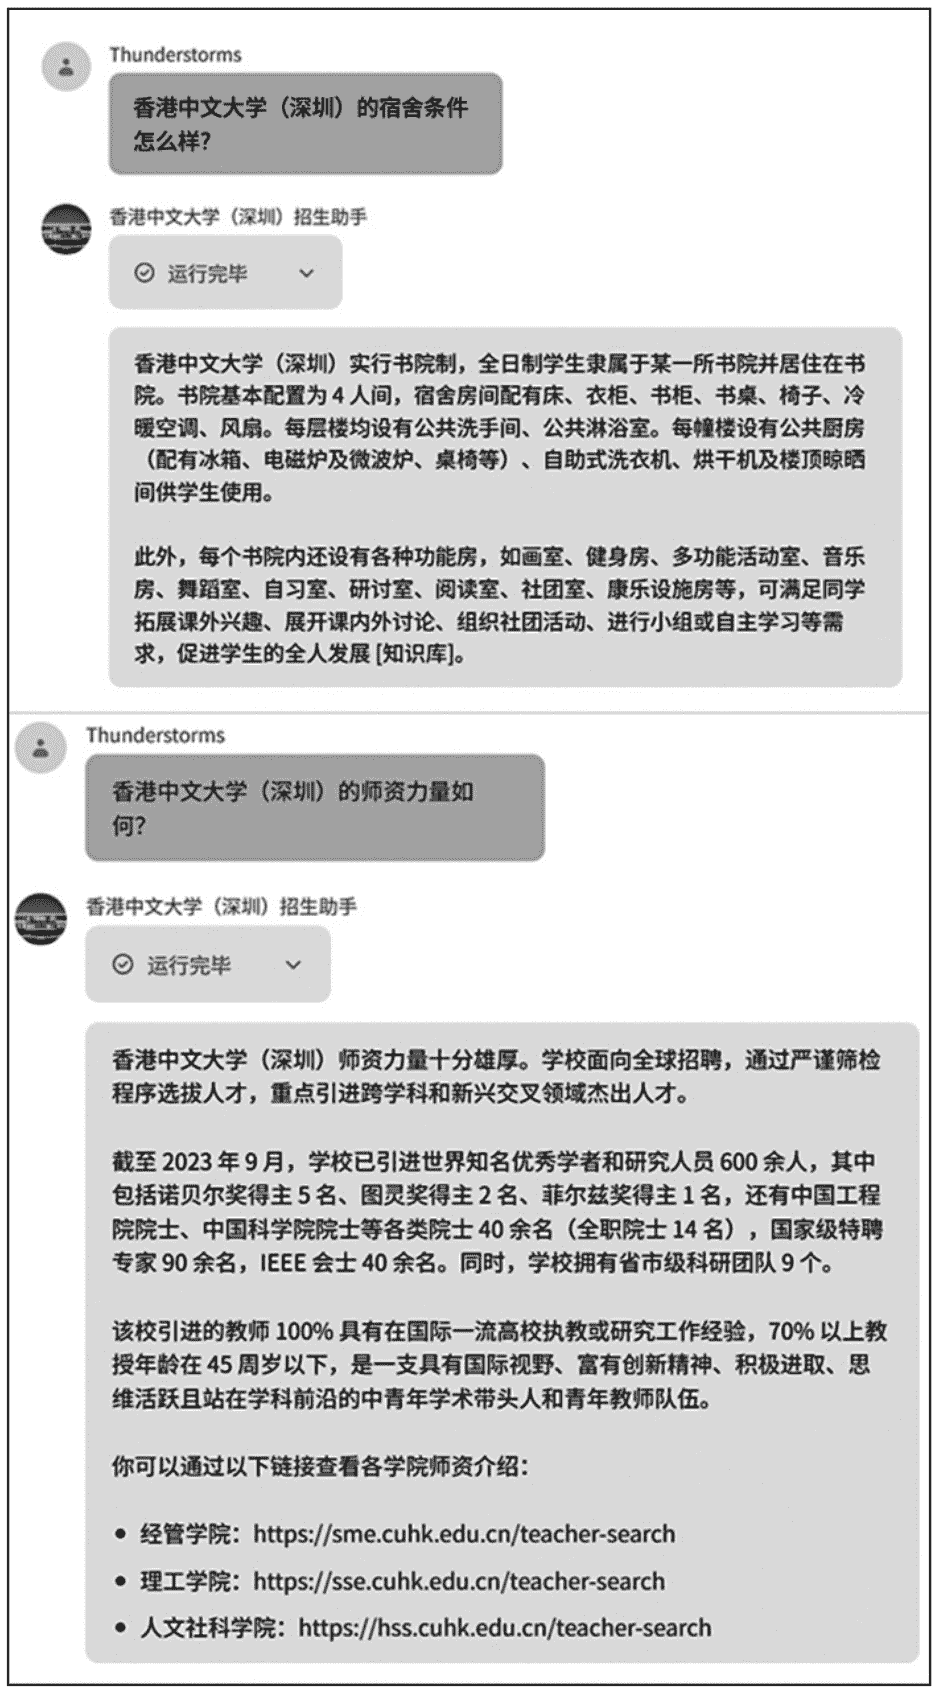 Thunderstorms
香港中文大学（深圳）的宿舍条件
怎么样？
香港中文大学（深圳）招生助手
运行完毕
香港中文大学（深圳）实行书院制，全日制学生隶属于某一所书院并居住在书
院。书院基本配置为 4 人间，宿舍房间配有床、衣柜、书柜、书桌、椅子、冷
暖空调、风扇。每层楼均设有公共洗手间、公共淋浴室。每幢楼设有公共厨房
（配有冰箱、电磁炉及微波炉、桌椅等）、自助式洗衣机、烘干机及楼顶晾晒
间供学生使用。
此外，每个书院内还设有各种功能房，如画室、健身房、多功能活动室、音乐
房、舞蹈室、自习室、研讨室、阅读室、社团室、康乐设施房等，可满足同学
拓展课外兴趣、展开课内外讨论、组织社团活动、进行小组或自主学习等需
求，促进学生的全人发展 [知识库]。
Thunderstorms
香港中文大学（深圳）的师资力量如
何？
香港中文大学（深圳）招生助手
运行完毕
香港中文大学（深圳）师资力量十分雄厚。学校面向全球招聘，通过严谨筛检
程序选拔人才，重点引进跨学科和新兴交叉领域杰出人才。
截至 2023 年 9 月，学校已引进世界知名优秀学者和研究人员 600 余人，其中
包括诺贝尔奖得主 5 名、图灵奖得主 2 名、菲尔兹奖得主 1 名，还有中国工程
院院士、中国科学院院士等各类院士 40 余名（全职院士 14 名），国家级特聘
专家 90 余名，IEEE 会士 40 余名。同时，学校拥有省市级科研团队 9 个。
该校引进的教师 100% 具有在国际一流高校执教或研究工作经验，70% 以上教
授年龄在 45 周岁以下，是一支具有国际视野、富有创新精神、积极进取、思
维活跃且站在学科前沿的中青年学术带头人和青年教师队伍。
你可以通过以下链接查看各学院师资介绍：
• 经管学院：https://sme.cuhk.edu.cn/teacher-search
• 理工学院：https://sse.cuhk.edu.cn/teacher-search
• 人文社科学院：https://hss.cuhk.edu.cn/teacher-search